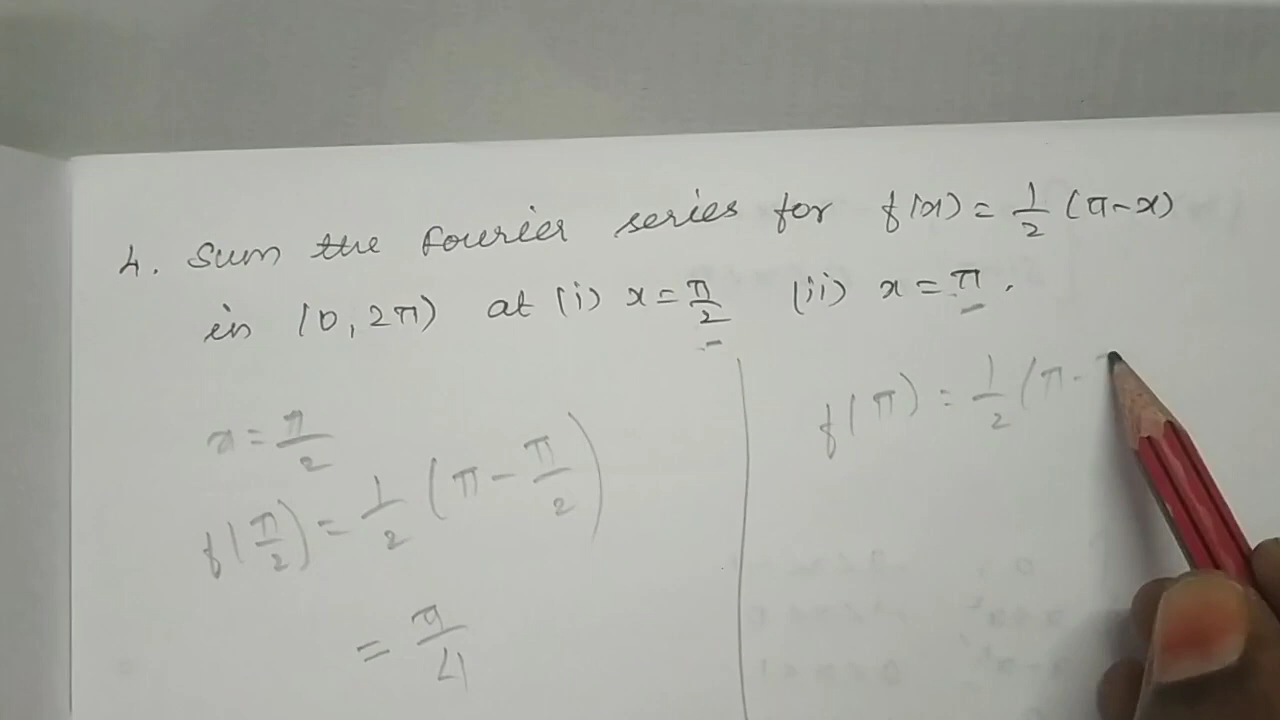 4. Sum the Fourier series for f(x) = 1/2 (π-x)
in (0, 2π) at (i) x = π/2 (ii) x = π.
x = π/2
f(π/2) = 1/2 (π - π/2)
= π/4
f(π) = 1/2 (π -